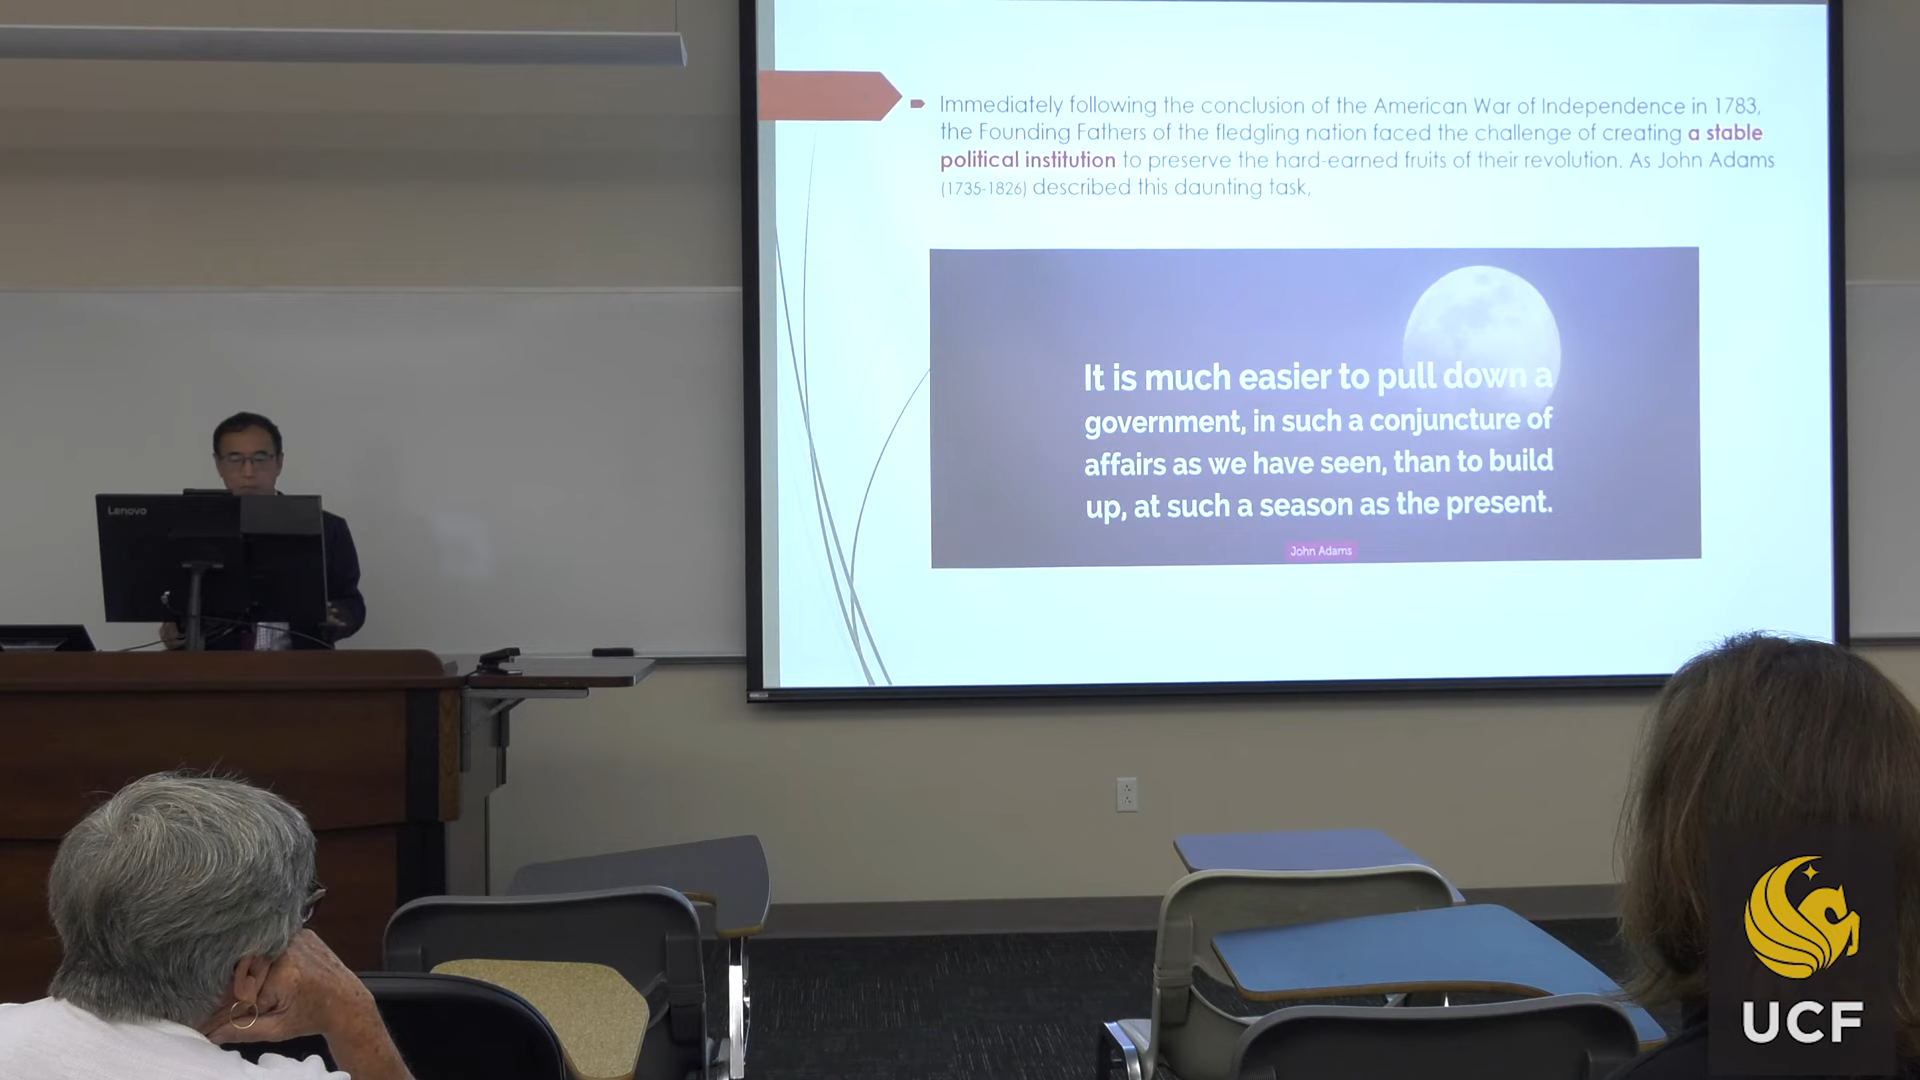 Immediately following the conclusion of the American War of Independence in 1783,
the Founding Fathers of the fledgling nation faced the challenge of creating a stable
political institution to preserve the hard-earned fruits of their revolution. As John Adams
(1735-1826) described this daunting task,
It is much easier to pull down a
government, in such a conjuncture of
affairs as we have seen, than to build
up, at such a season as the present.
John Adams
Lenovo
UCF